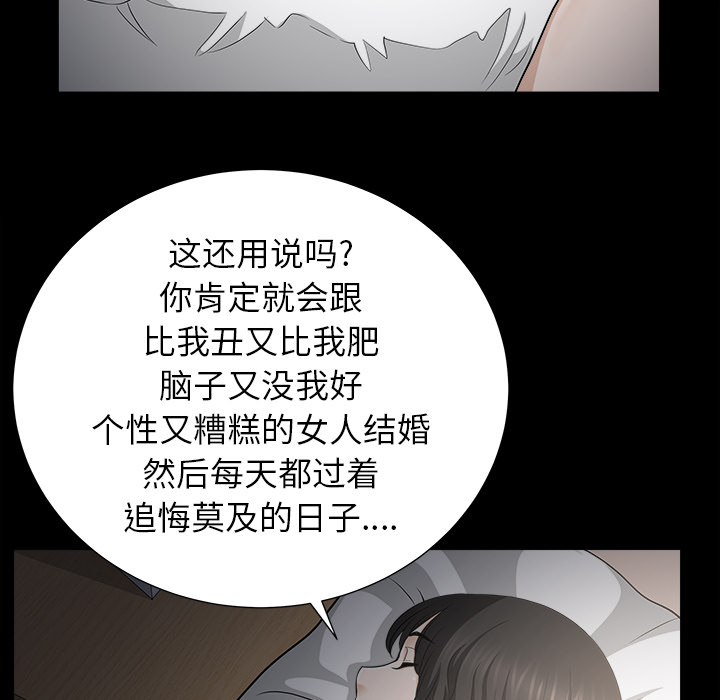 这还用说吗?
你肯定就会跟
比我丑又比我肥
脑子又没我好
个性又糟糕的女人结婚
然后每天都过着
追悔莫及的日子....